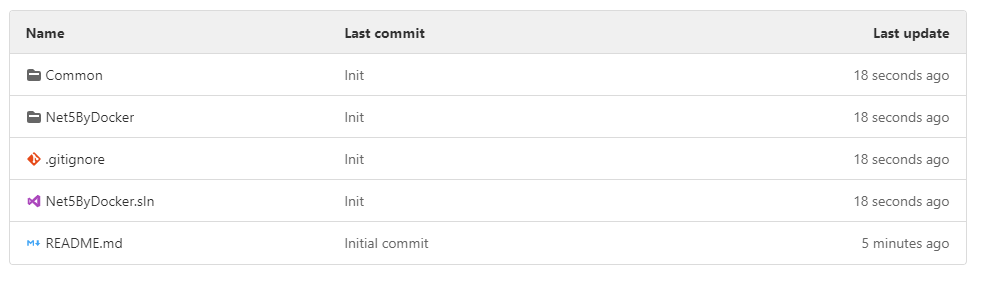 Name Last commit Last update
Common Init 18 seconds ago
Net5ByDocker Init 18 seconds ago
.gitignore Init 18 seconds ago
Net5ByDocker.sln Init 18 seconds ago
README.md Initial commit 5 minutes ago